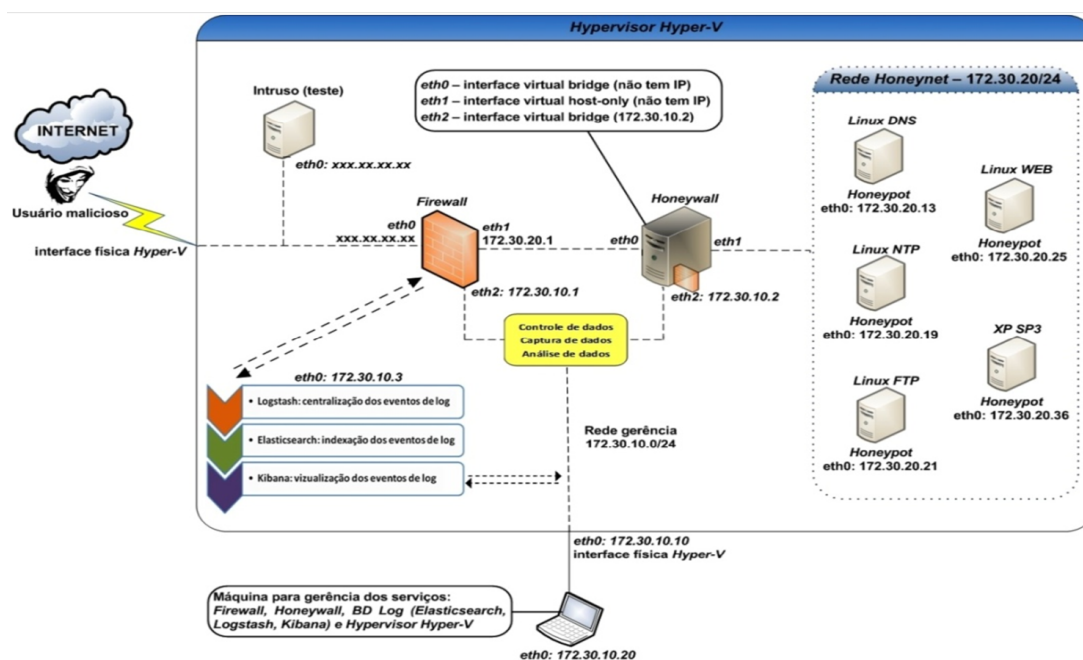 Hypervisor Hyper-V
INTERNET
Usuário malicioso
interface física Hyper-V
Intruso (teste)
eth0: xxx.xx.xx.xx
eth0 – interface virtual bridge (não tem IP)
eth1 – interface virtual host-only (não tem IP)
eth2 – interface virtual bridge (172.30.10.2)
Firewall
eth0
xxx.xx.xx.xx
eth1
172.30.20.1
eth2: 172.30.10.1
Honeywall
eth0
eth1
eth2: 172.30.10.2
Controle de dados
Captura de dados
Análise de dados
Rede Honeynet – 172.30.20/24
Linux DNS
Honeypot
eth0: 172.30.20.13
Linux WEB
Honeypot
eth0: 172.30.20.25
Linux NTP
Honeypot
eth0: 172.30.20.19
XP SP3
Honeypot
eth0: 172.30.20.36
Linux FTP
Honeypot
eth0: 172.30.20.21
eth0: 172.30.10.3
• Logstash: centralização dos eventos de log
• Elasticsearch: indexação dos eventos de log
• Kibana: vizualização dos eventos de log
Rede gerência
172.30.10.0/24
eth0: 172.30.10.10
interface física Hyper-V
Máquina para gerência dos serviços:
Firewall, Honeywall, BD Log (Elasticsearch,
Logstash, Kibana) e Hypervisor Hyper-V
eth0: 172.30.10.20